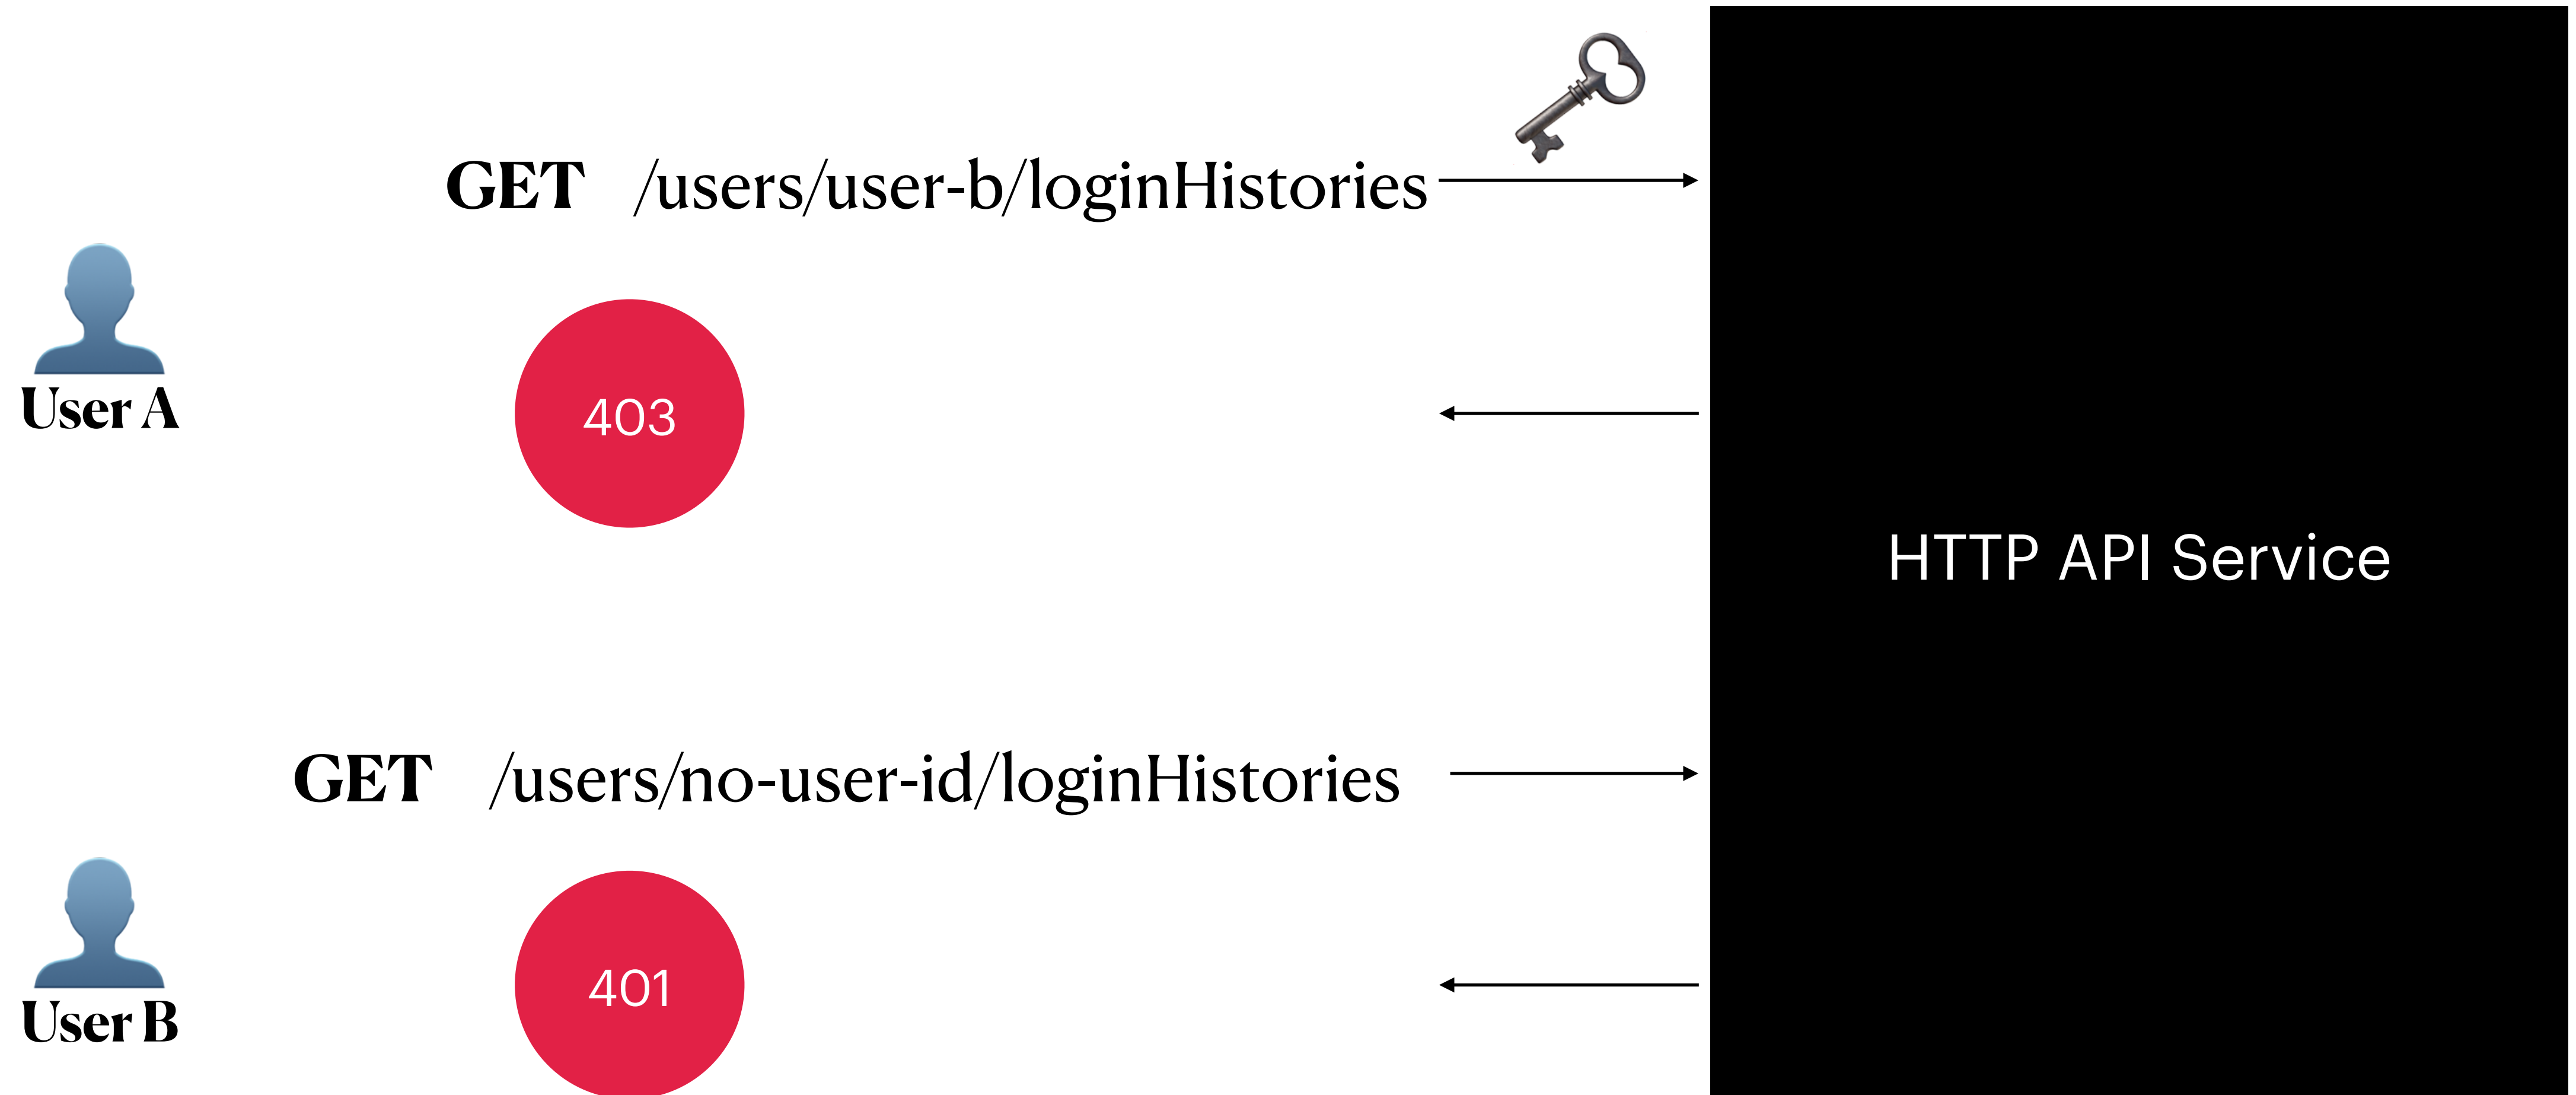 GET /users/user-b/loginHistories
User A
403
HTTP API Service
GET /users/no-user-id/loginHistories
User B
401